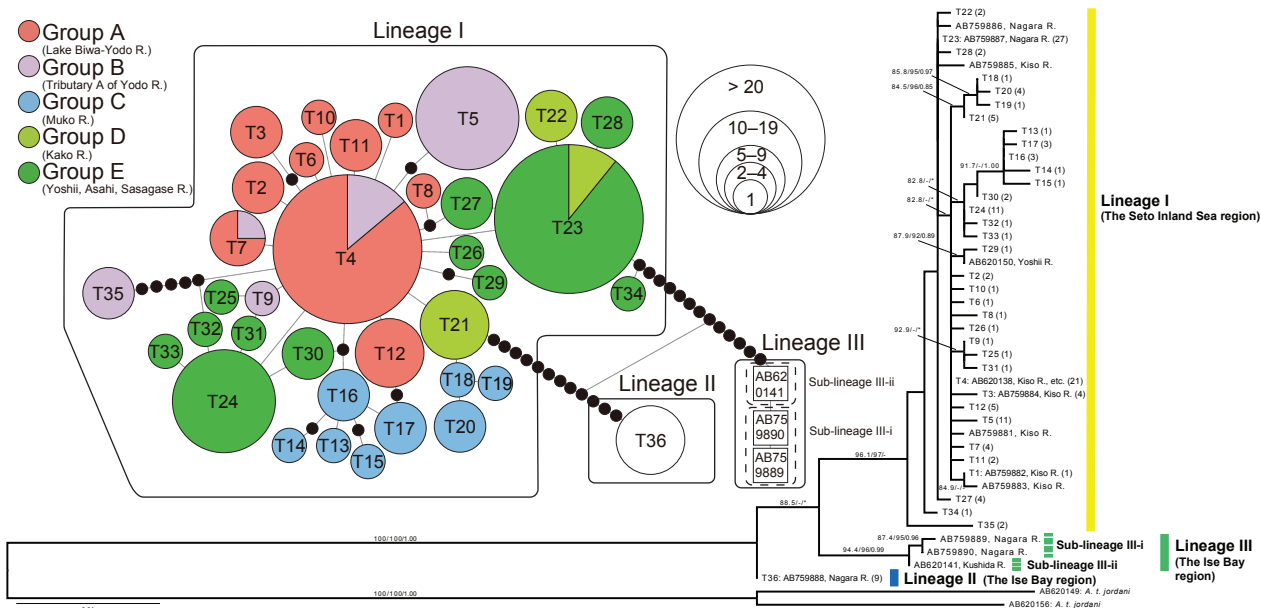 Group A
(Lake Biwa-Yodo R.)
Group B
(Tributary A of Yodo R.)
Group C
(Muko R.)
Group D
(Kako R.)
Group E
(Yoshii, Asahi, Sasagase R.)
Lineage I
T3
T10
T11
T1
T6
T2
T7
T5
T8
T27
T4
T22
T28
T23
T26
T29
T34
T35
T25
T9
T32
T31
T33
T30
T12
T21
T24
T16
T18
T19
T17
T20
T14
T13
T15
> 20
10–19
5–9
2–4
1
Lineage II
T36
Lineage III
AB62
0141
AB75
9890
AB75
9889
Sub-lineage III-ii
Sub-lineage III-i
T22 (2)
AB759886, Nagara R.
T23: AB759887, Nagara R. (27)
T28 (2)
AB759885, Kiso R.
85.8/95/0.97
T18 (1)
84.5/96/0.85
T20 (4)
T19 (1)
T21 (5)
T13 (1)
T17 (3)
T16 (3)
91.7/-/1.00
T14 (1)
T15 (1)
82.8/-/*
T30 (2)
82.8/-/*
T24 (11)
T32 (1)
T33 (1)
87.9/92/0.89
T29 (1)
AB620150, Yoshii R.
T2 (2)
T10 (1)
T6 (1)
T8 (1)
T26 (1)
92.9/-/*
T9 (1)
T25 (1)
T31 (1)
T4: AB620138, Kiso R., etc. (21)
T3: AB759884, Kiso R. (4)
T12 (5)
T5 (11)
AB759881, Kiso R.
T7 (4)
T11 (2)
T1: AB759882, Kiso R. (1)
84.9/-/*
AB759883, Kiso R.
T27 (4)
T34 (1)
T35 (2)
96.1/97/-
88.5/-/*
87.4/95/0.96
94.4/96/0.99
AB759889, Nagara R.
AB759890, Nagara R.
AB620141, Kushida R.
T36: AB759888, Nagara R. (9)
100/100/1.00
100/100/1.00
AB620149: A. t. jordani
AB620156: A. t. jordani
Lineage I
(The Seto Inland Sea region)
Sub-lineage III-i
Sub-lineage III-ii
Lineage III
(The Ise Bay
region)
Lineage II (The Ise Bay region)